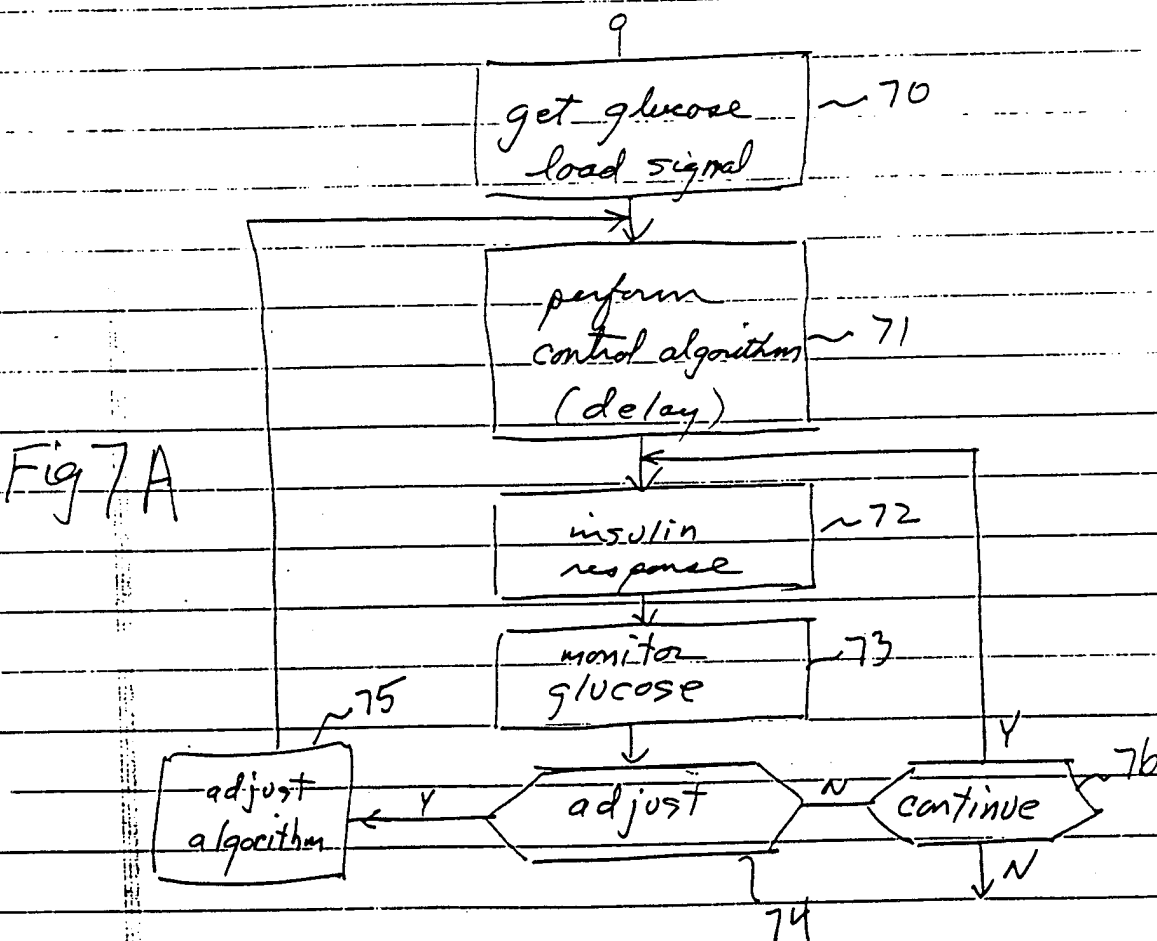 9
get glucose
load signal
~70
perform
control algorithm
(delay)
~71
Fig 7A
insulin
response
~72
monitor
glucose
73
~75
adjust
algorithm
Y
adjust
N
continue
Y
76
N
74